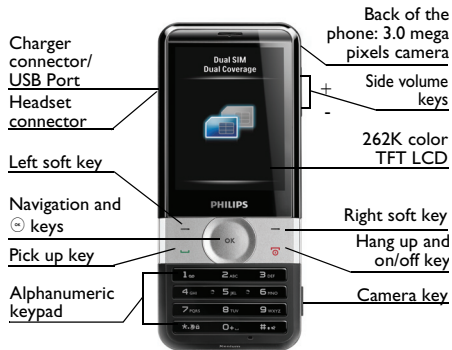 Charger
connector/
USB Port
Headset
connector
Left soft key
Navigation and
keys
Pick up key
Alphanumeric
keypad
Dual SIM
Dual Coverage
PHILIPS
OK
1
2 ABC
3 DEF
4 GHI
5 JKL
6 MNO
7 PQRS
8 TUV
9 WXYZ
*
0
#
Back of the
phone: 3.0 mega
pixels camera
Side volume
keys
+
-
262K color
TFT LCD
Right soft key
Hang up and
on/off key
Camera key